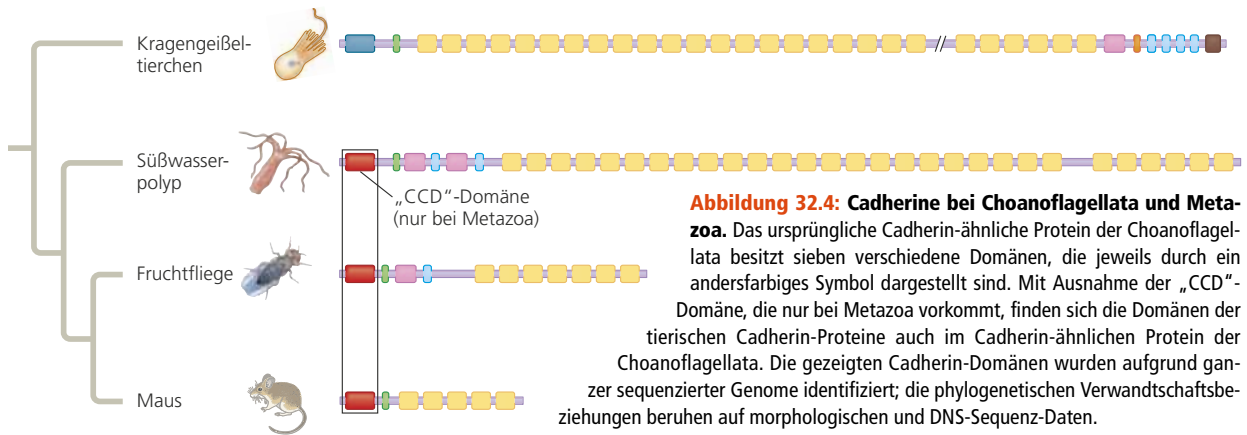 Kragengeißel-
tierchen
Süßwasser-
polyp
„CCD“-Domäne
(nur bei Metazoa)
Fruchtfliege
Maus
Abbildung 32.4: Cadherine bei Choanoflagellata und Meta-
zoa. Das ursprüngliche Cadherin-ähnliche Protein der Choanoflagel-
lata besitzt sieben verschiedene Domänen, die jeweils durch ein
andersfarbiges Symbol dargestellt sind. Mit Ausnahme der „CCD“-
Domäne, die nur bei Metazoa vorkommt, finden sich die Domänen der
tierischen Cadherin-Proteine auch im Cadherin-ähnlichen Protein der
Choanoflagellata. Die gezeigten Cadherin-Domänen wurden aufgrund gan-
zer sequenzierter Genome identifiziert; die phylogenetischen Verwandtschaftsbe-
ziehungen beruhen auf morphologischen und DNS-Sequenz-Daten.